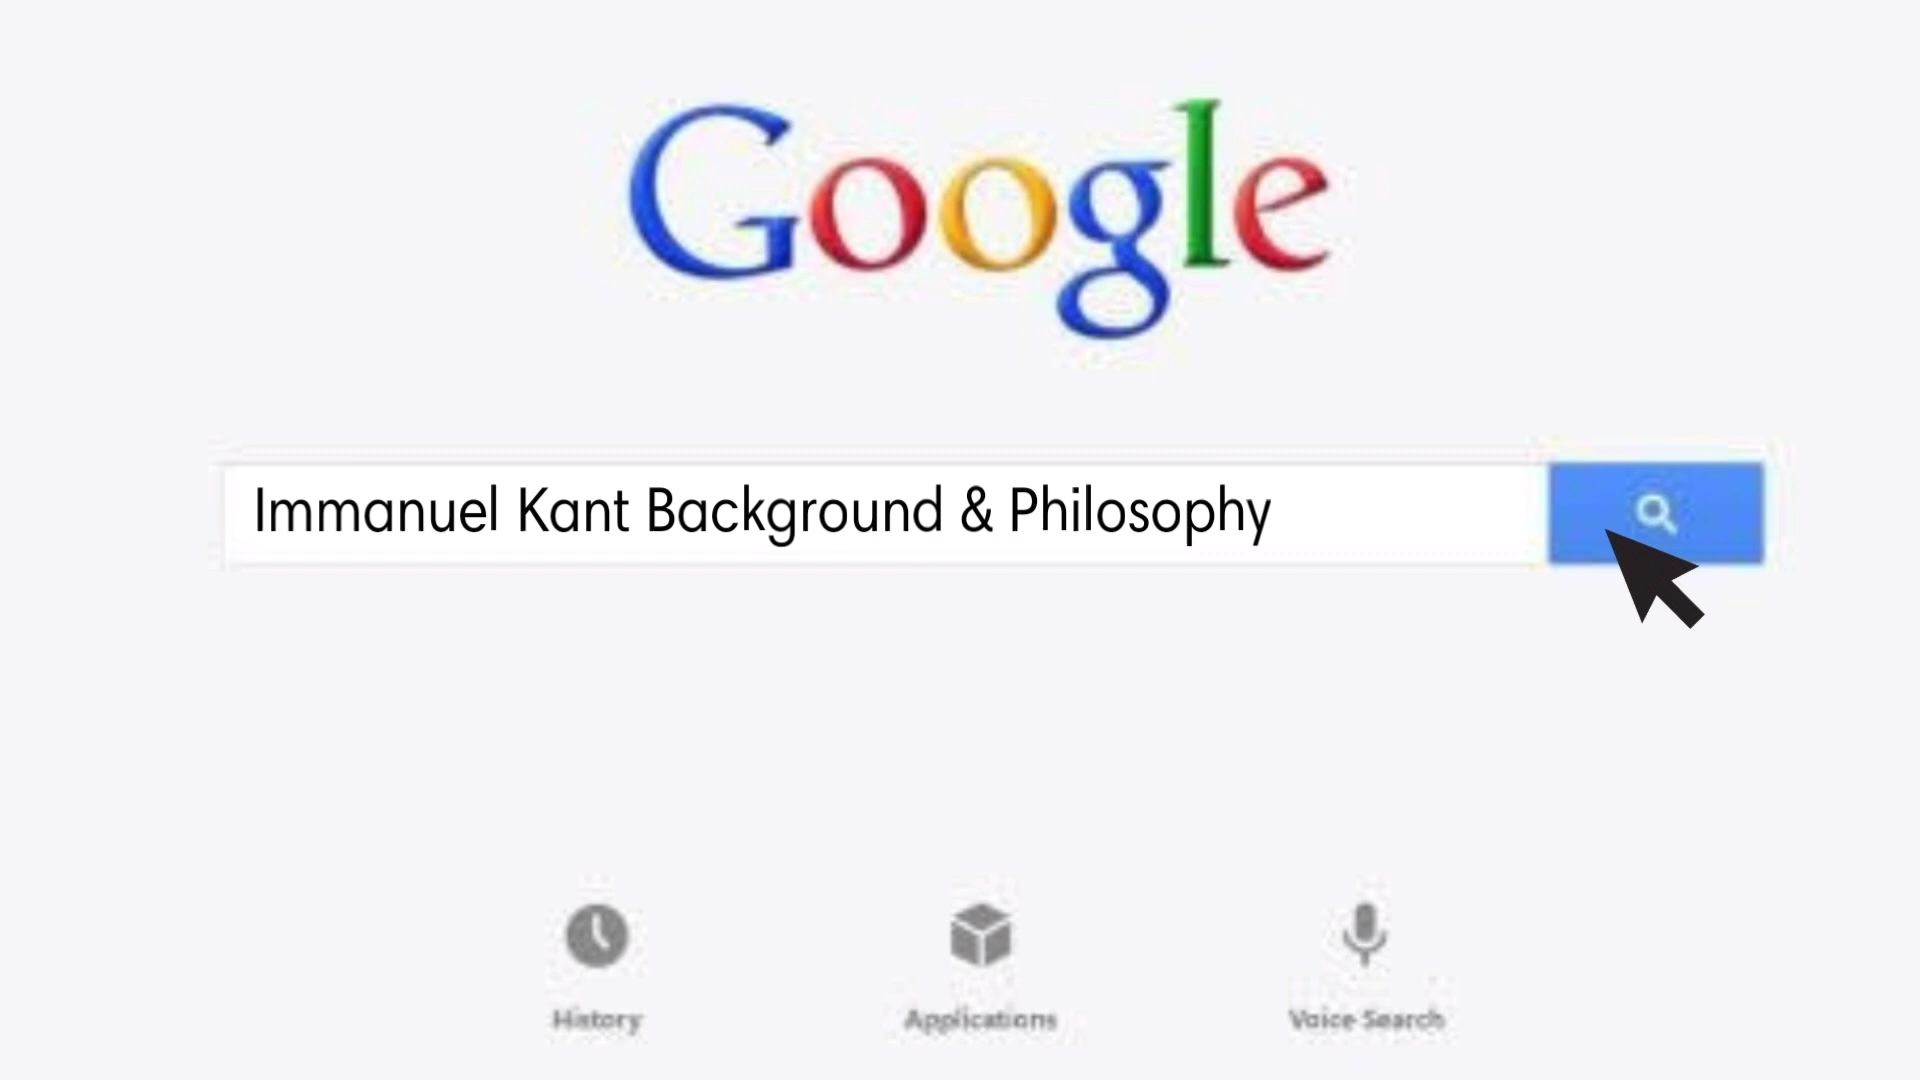 Google
Immanuel Kant Background & Philosophy
History
Applications
Voice Search